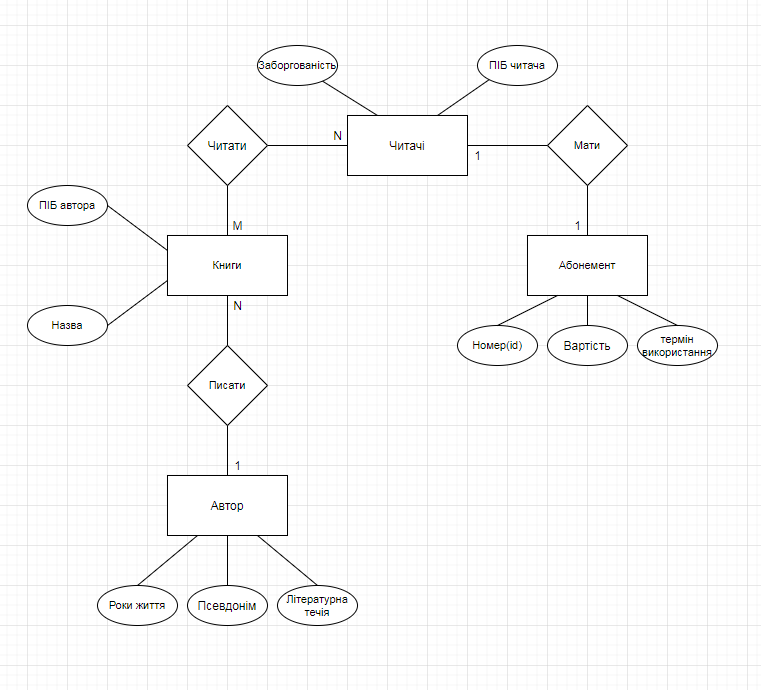 Заборгованість
ПІБ читача
Читати
N
Читачі
1
Мати
ПІБ автора
M
1
Книги
Абонемент
N
Назва
Номер(id)
Вартість
термін
використання
Писати
1
Автор
Роки життя
Псевдонім
Літературна
течія